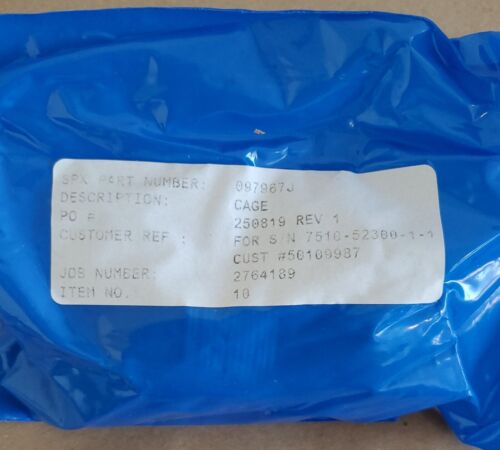 SPX PART NUMBER: 097967J
DESCRIPTION: CAGE
PO # 250819 REV 1
CUSTOMER REF : FOR S/N 7510-52300-1-1
CUST #50109987
JOB NUMBER: 2764189
ITEM NO. 10